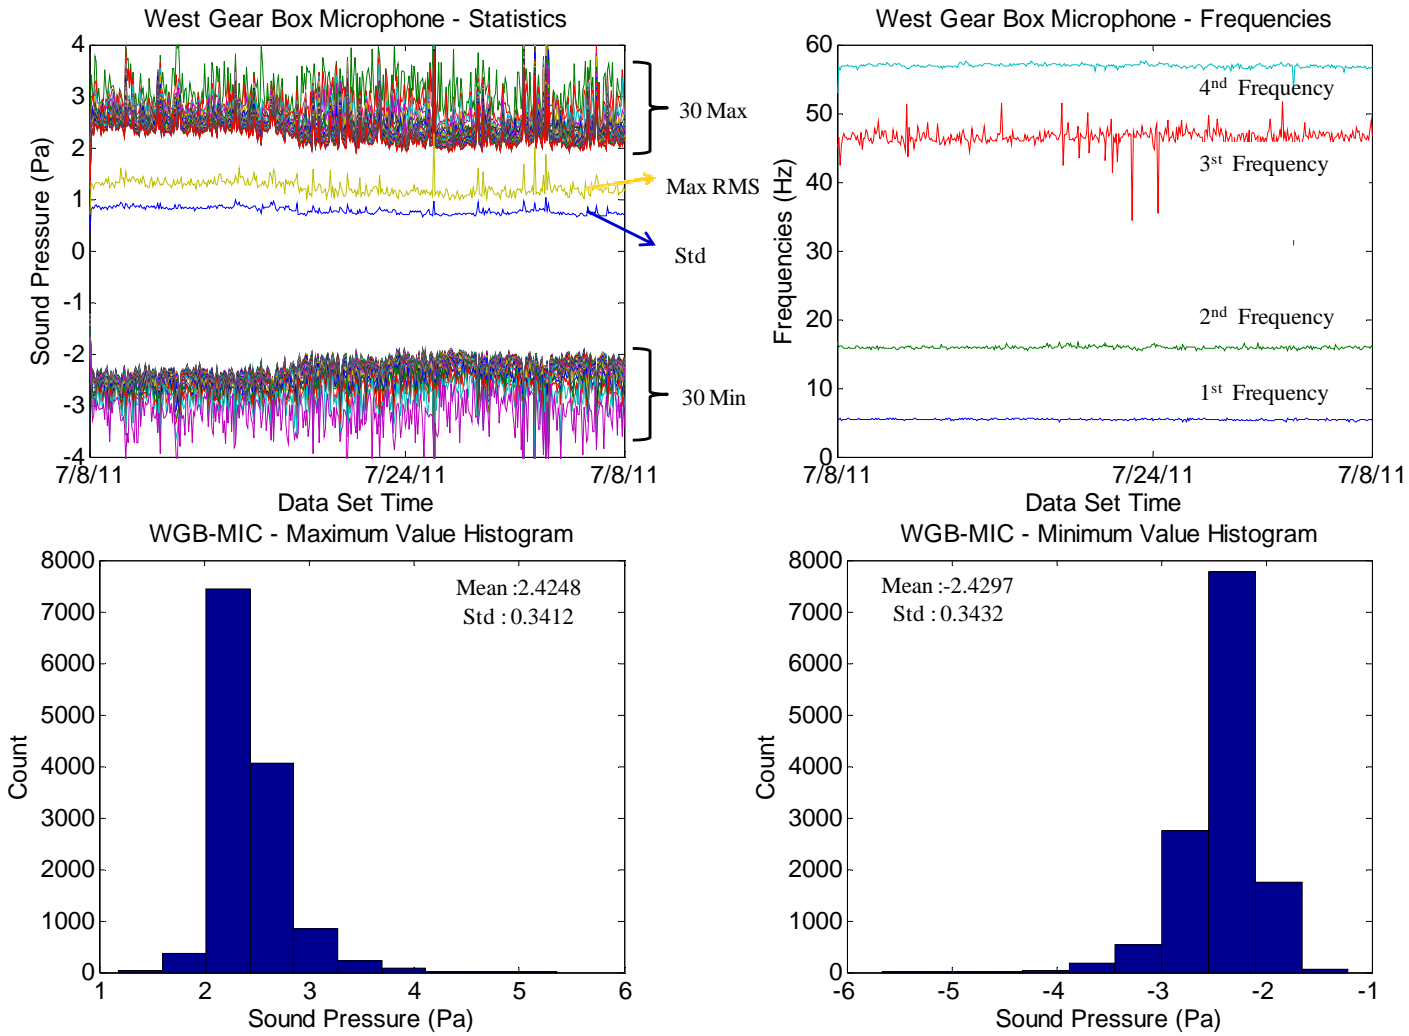 West Gear Box Microphone - Statistics
4
3
2
1
0
-1
-2
-3
-4
Sound Pressure (Pa)
30 Max
Max RMS
Std
30 Min
7/8/11
7/24/11
7/8/11
Data Set Time
West Gear Box Microphone - Frequencies
60
50
40
30
20
10
0
Frequencies (Hz)
4nd Frequency
3st Frequency
2nd Frequency
1st Frequency
7/8/11
7/24/11
7/8/11
Data Set Time
WGB-MIC - Maximum Value Histogram
8000
7000
6000
5000
4000
3000
2000
1000
0
Count
Mean :2.4248
Std : 0.3412
1
2
3
4
5
6
Sound Pressure (Pa)
WGB-MIC - Minimum Value Histogram
8000
7000
6000
5000
4000
3000
2000
1000
0
Count
Mean :-2.4297
Std : 0.3432
-6
-5
-4
-3
-2
-1
Sound Pressure (Pa)